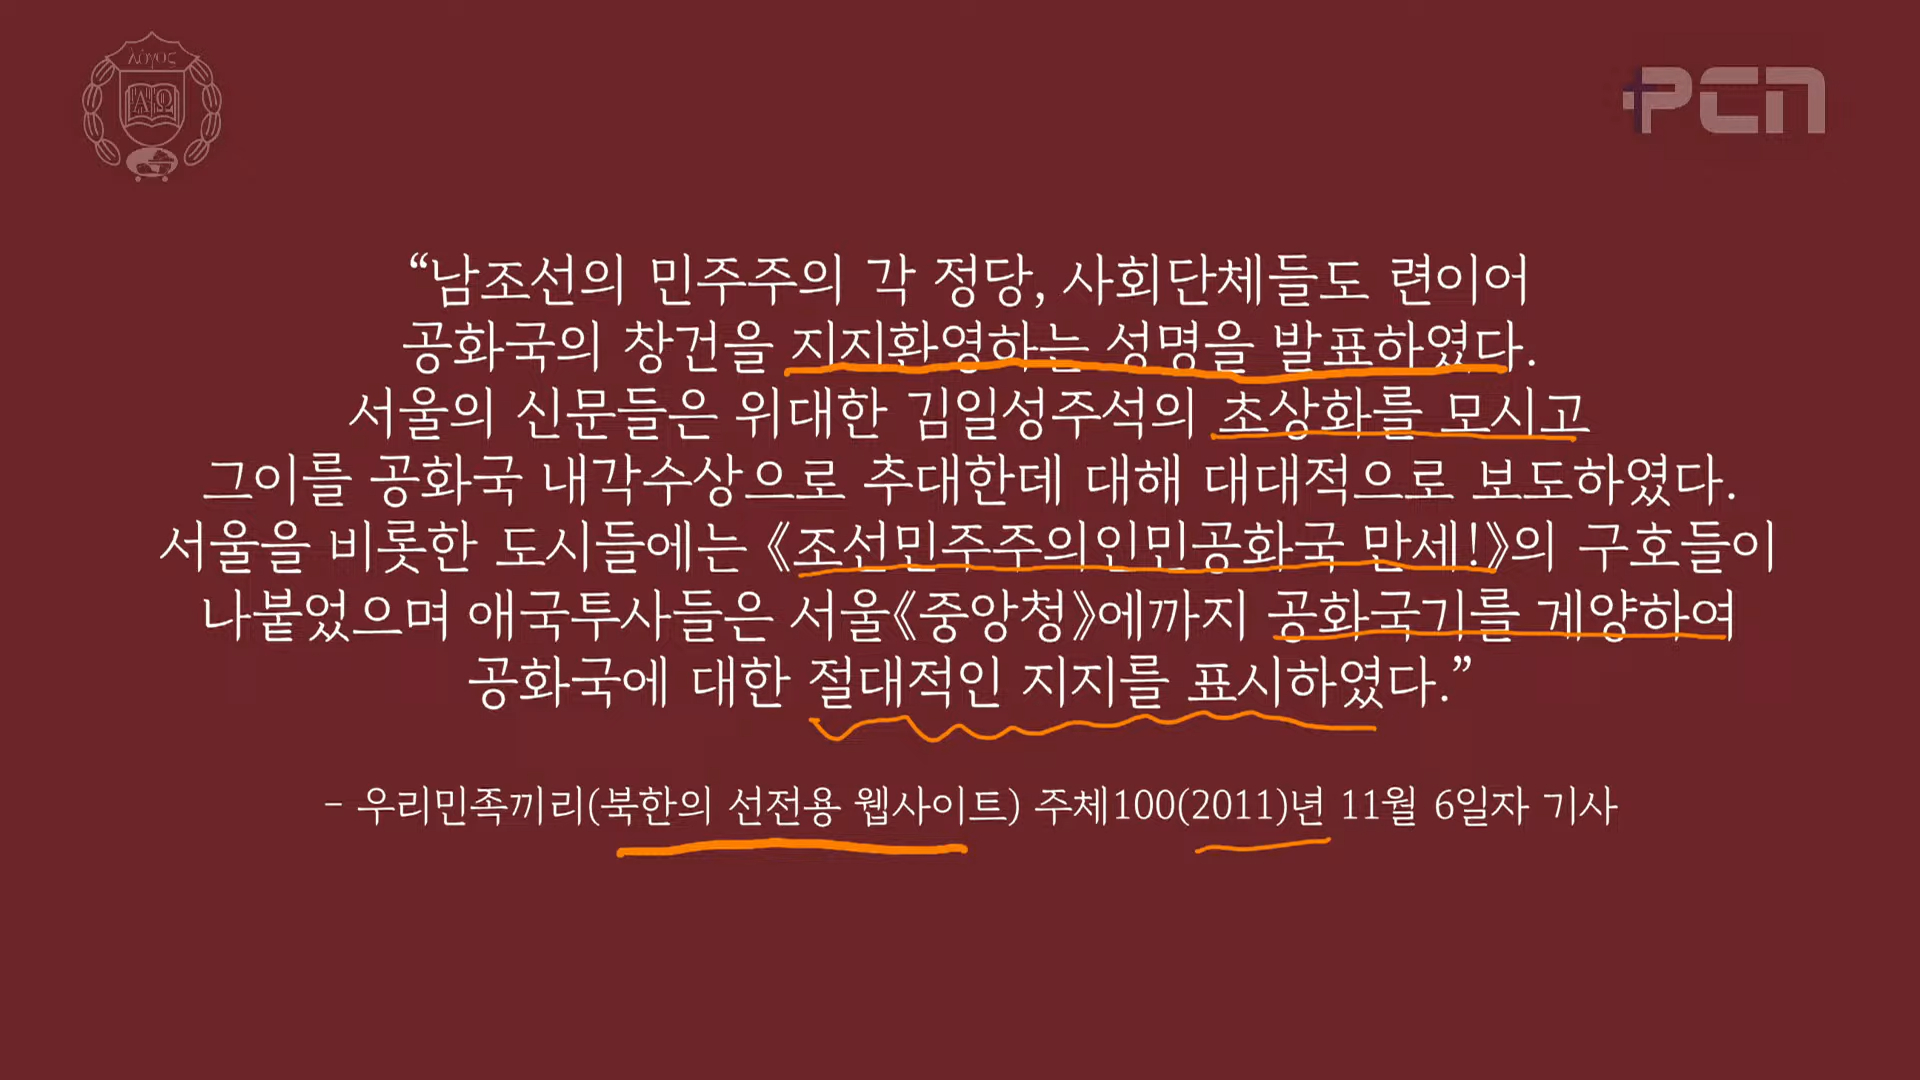 λόγος
ΑΩ
PCN
“남조선의 민주주의 각 정당, 사회단체들도 련이어
공화국의 창건을 지지환영하는 성명을 발표하였다.
서울의 신문들은 위대한 김일성주석의 초상화를 모시고
그이를 공화국 내각수상으로 추대한데 대해 대대적으로 보도하였다.
서울을 비롯한 도시들에는 《조선민주주의인민공화국 만세!》의 구호들이
나붙었으며 애국투사들은 서울《중앙청》에까지 공화국기를 게양하여
공화국에 대한 절대적인 지지를 표시하였다.”
- 우리민족끼리(북한의 선전용 웹사이트) 주체100(2011)년 11월 6일자 기사